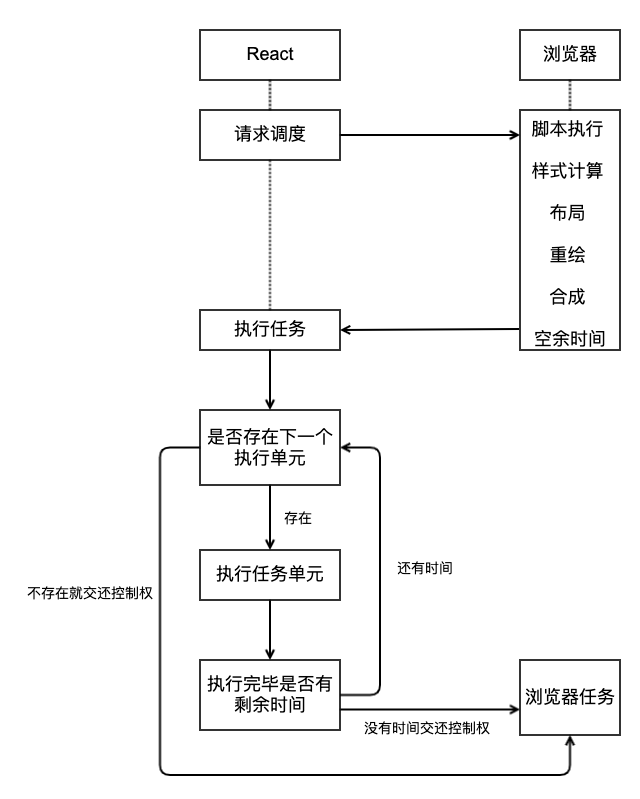 React
浏览器
请求调度
脚本执行
样式计算
布局
重绘
合成
空余时间
执行任务
是否存在下一个
执行单元
存在
执行任务单元
还有时间
不存在就交还控制权
执行完毕是否有
剩余时间
浏览器任务
没有时间交还控制权